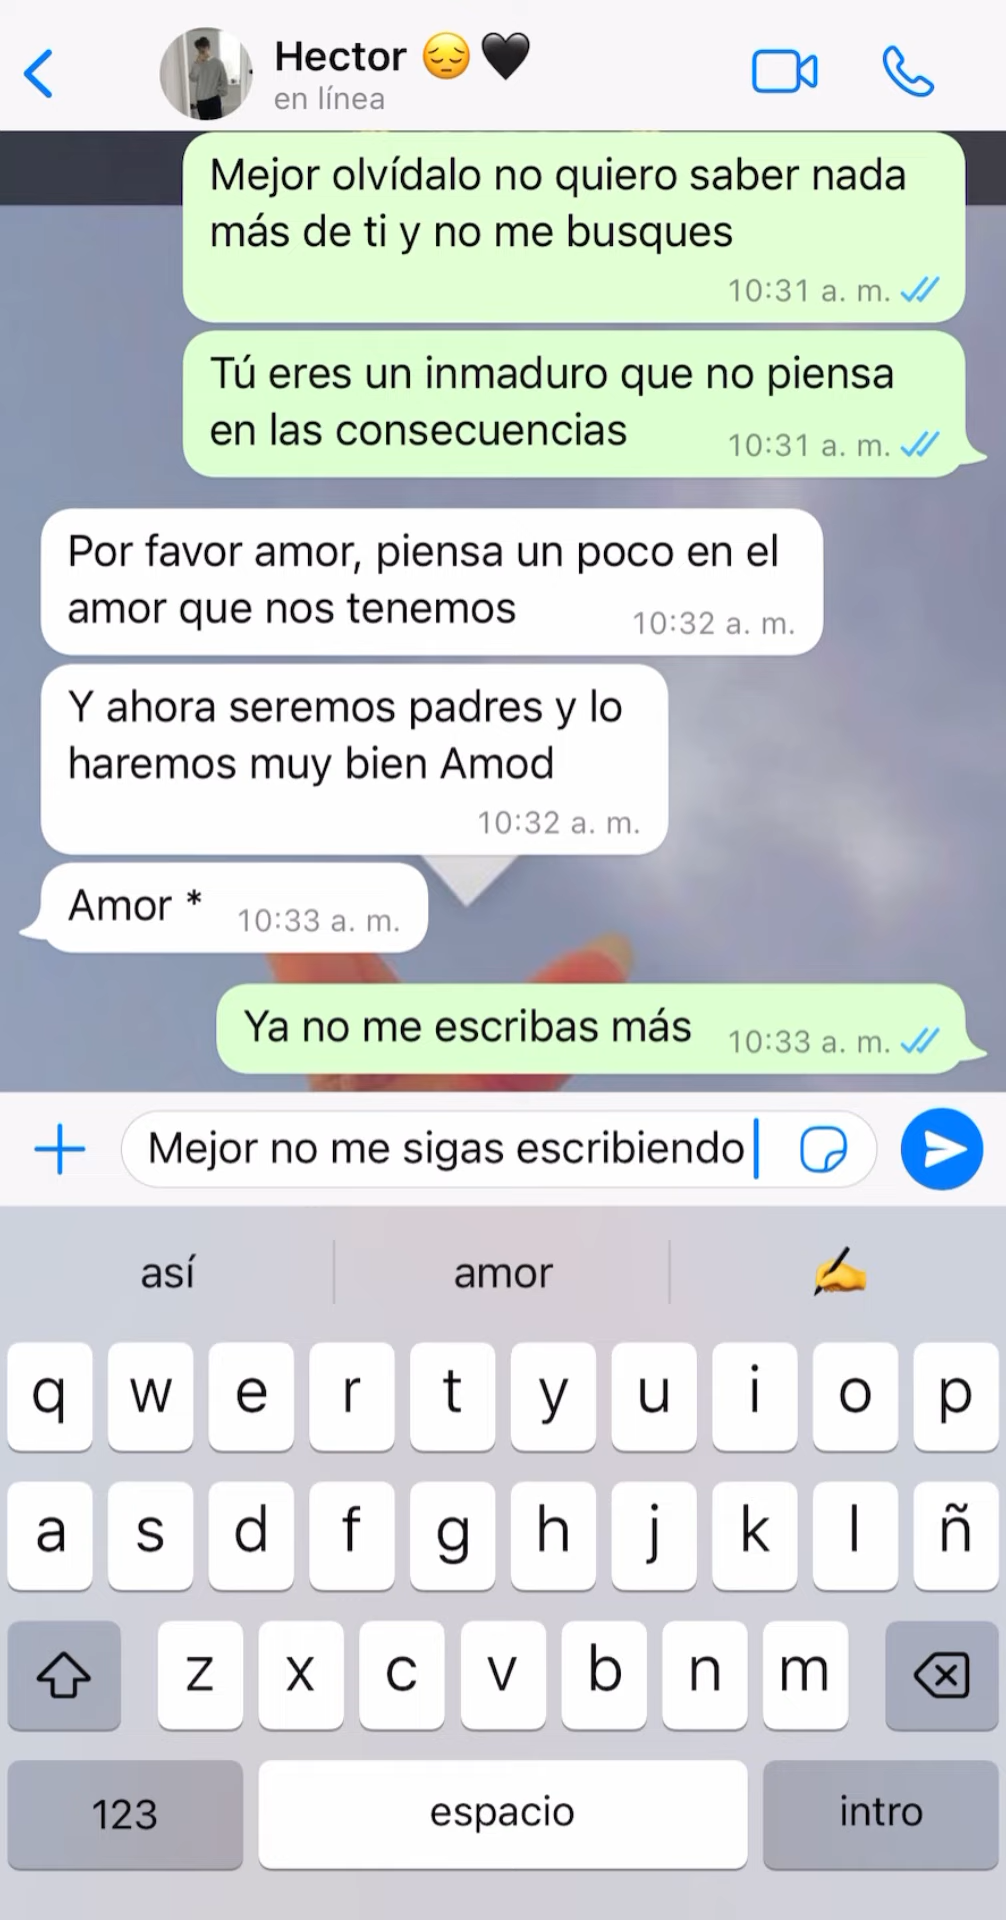 Hector 😔🖤
en línea
Mejor olvídalo no quiero saber nada
más de ti y no me busques
10:31 a. m.
Tú eres un inmaduro que no piensa
en las consecuencias
10:31 a. m.
Por favor amor, piensa un poco en el
amor que nos tenemos
10:32 a. m.
Y ahora seremos padres y lo
haremos muy bien Amod
10:32 a. m.
Amor *
10:33 a. m.
Ya no me escribas más
10:33 a. m.
Mejor no me sigas escribiendo
así amor ✍️
q w e r t y u i o p
a s d f g h j k l ñ
z x c v b n m
123 espacio intro